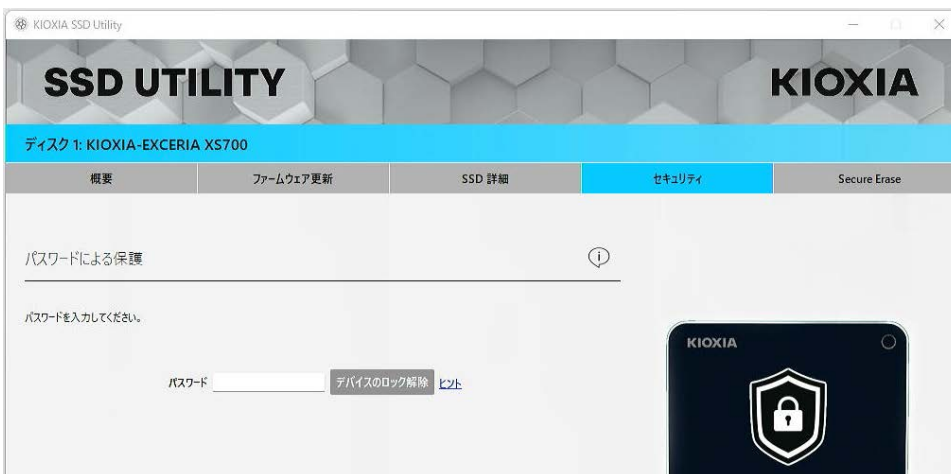 KIOXIA SSD Utility
SSD UTILITY KIOXIA
ディスク 1: KIOXIA-EXCERIA XS700
概要 ファームウェア更新 SSD 詳細 セキュリティ Secure Erase
パスワードによる保護
パスワードを入力してください。
パスワード デバイスのロック解除 ヒント
KIOXIA